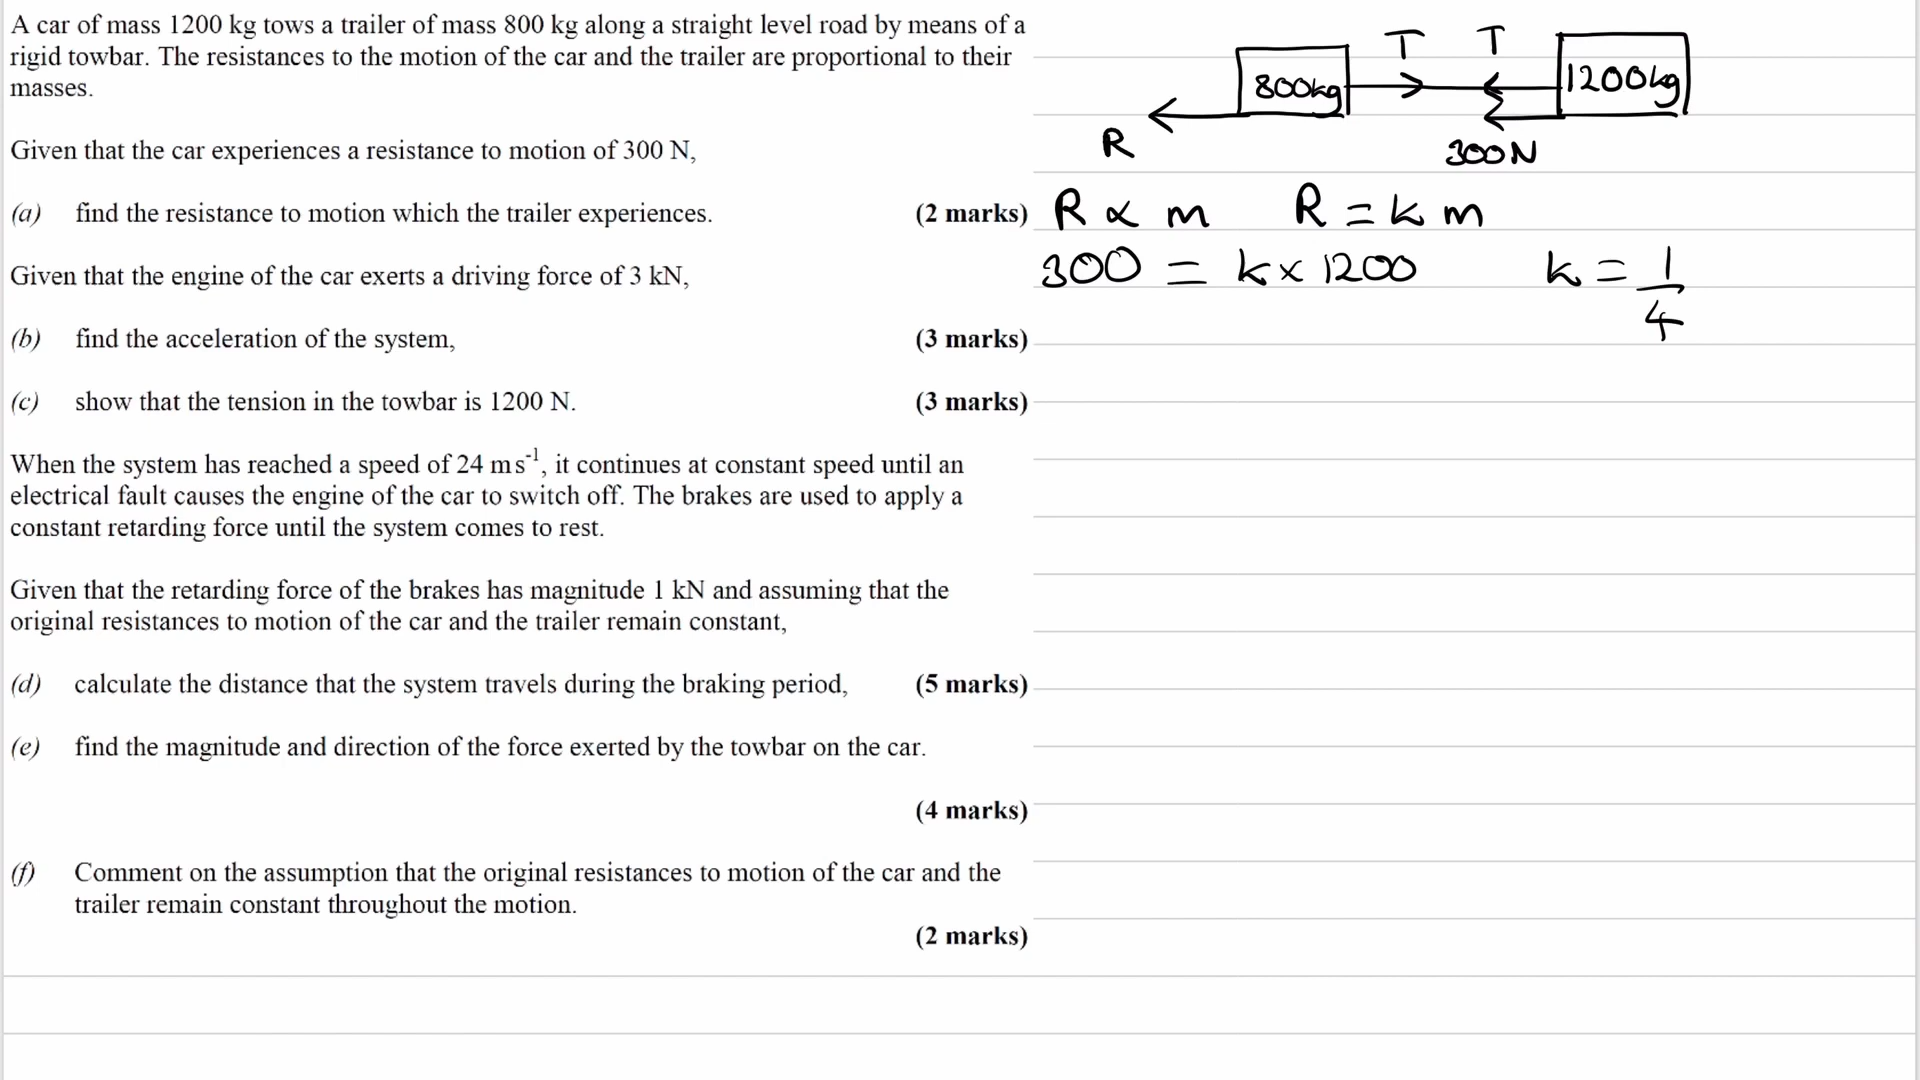 A car of mass 1200 kg tows a trailer of mass 800 kg along a straight level road by means of a
rigid towbar. The resistances to the motion of the car and the trailer are proportional to their
masses.
Given that the car experiences a resistance to motion of 300 N,
(a) find the resistance to motion which the trailer experiences. (2 marks)
Given that the engine of the car exerts a driving force of 3 kN,
(b) find the acceleration of the system, (3 marks)
(c) show that the tension in the towbar is 1200 N. (3 marks)
When the system has reached a speed of 24 m s⁻¹, it continues at constant speed until an
electrical fault causes the engine of the car to switch off. The brakes are used to apply a
constant retarding force until the system comes to rest.
Given that the retarding force of the brakes has magnitude 1 kN and assuming that the
original resistances to motion of the car and the trailer remain constant,
(d) calculate the distance that the system travels during the braking period, (5 marks)
(e) find the magnitude and direction of the force exerted by the towbar on the car.
(4 marks)
(f) Comment on the assumption that the original resistances to motion of the car and the
trailer remain constant throughout the motion.
(2 marks)
T T
800kg 1200kg
R 300N
R ∝ m R = k m
300 = k × 1200 k = 1/4